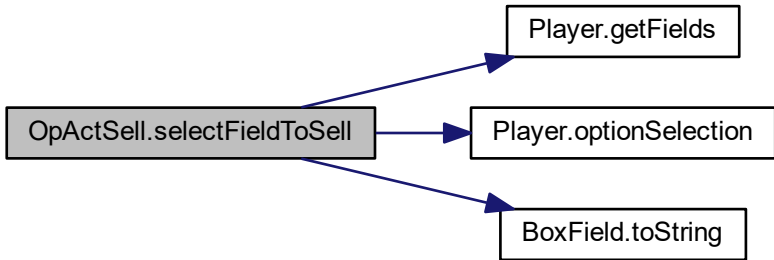 Player.getFields
OpActSell.selectFieldToSell
Player.optionSelection
BoxField.toString